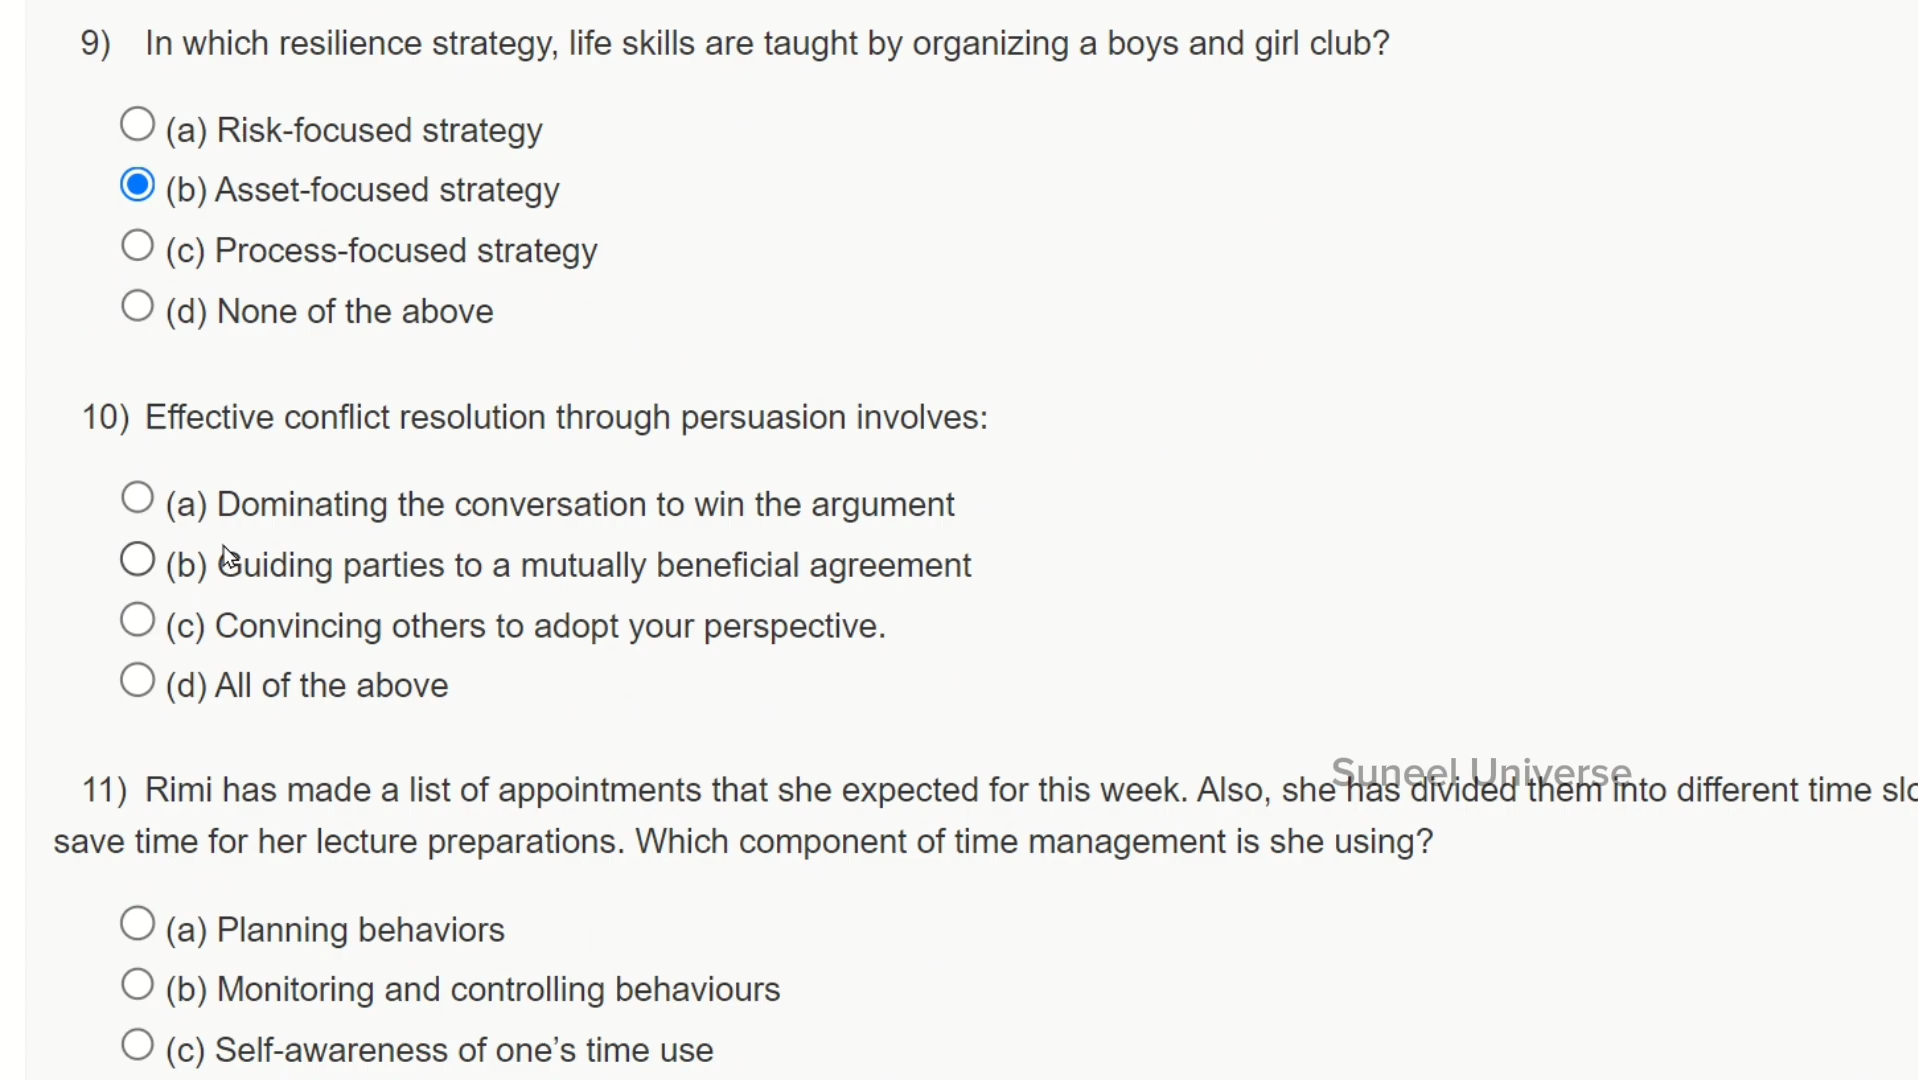 9) In which resilience strategy, life skills are taught by organizing a boys and girl club?
(a) Risk-focused strategy
(b) Asset-focused strategy
(c) Process-focused strategy
(d) None of the above
10) Effective conflict resolution through persuasion involves:
(a) Dominating the conversation to win the argument
(b) Guiding parties to a mutually beneficial agreement
(c) Convincing others to adopt your perspective.
(d) All of the above
Suneel Universe
11) Rimi has made a list of appointments that she expected for this week. Also, she has divided them into different time slo
save time for her lecture preparations. Which component of time management is she using?
(a) Planning behaviors
(b) Monitoring and controlling behaviours
(c) Self-awareness of one’s time use